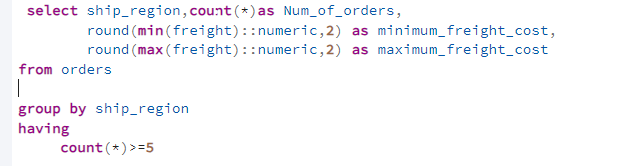 select ship_region,count(*)as Num_of_orders,
round(min(freight)::numeric,2) as minimum_freight_cost,
round(max(freight)::numeric,2) as maximum_freight_cost
from orders
group by ship_region
having
count(*)>=5